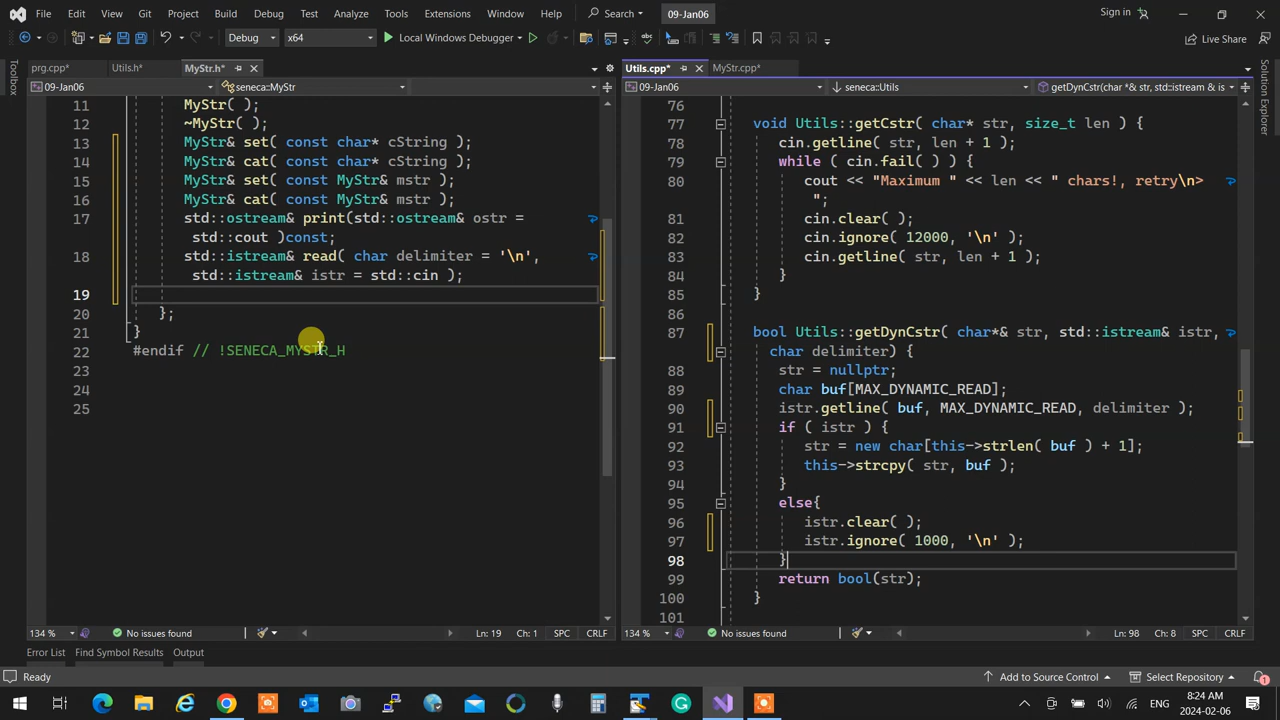 File Edit View Git Project Build Debug Test Analyze Tools Extensions Window Help Search 09-Jan06 Sign in
Debug x64 Local Windows Debugger Live Share
Toolbox
prg.cpp* Utils.h* MyStr.h*
09-Jan06 seneca::MyStr
11 MyStr( );
12 ~MyStr( );
13 MyStr& set( const char* cString );
14 MyStr& cat( const char* cString );
15 MyStr& set( const MyStr& mstr );
16 MyStr& cat( const MyStr& mstr );
17 std::ostream& print(std::ostream& ostr =
std::cout )const;
18 std::istream& read( char delimiter = '\n',
std::istream& istr = std::cin );
19
20 };
21 }
22 #endif // !SENECA_MYSTR_H
23
24
25
134 % No issues found Ln: 19 Ch: 1 SPC CRLF
Utils.cpp* MyStr.cpp*
09-Jan06 seneca::Utils getDynCstr(char *& str, std::istream & is
76
77 void Utils::getCstr( char* str, size_t len ) {
78 cin.getline( str, len + 1 );
79 while ( cin.fail( ) ) {
80 cout << "Maximum " << len << " chars!, retry\n>
";
81 cin.clear( );
82 cin.ignore( 12000, '\n' );
83 cin.getline( str, len + 1 );
84 }
85 }
86
87 bool Utils::getDynCstr( char*& str, std::istream& istr,
char delimiter) {
88 str = nullptr;
89 char buf[MAX_DYNAMIC_READ];
90 istr.getline( buf, MAX_DYNAMIC_READ, delimiter );
91 if ( istr ) {
92 str = new char[this->strlen( buf ) + 1];
93 this->strcpy( str, buf );
94 }
95 else{
96 istr.clear( );
97 istr.ignore( 1000, '\n' );
98 }
99 return bool(str);
100 }
101
134 % No issues found Ln: 98 Ch: 8 SPC CRLF
Solution Explorer
Error List Find Symbol Results Output
Ready Add to Source Control Select Repository 1
ENG 8:24 AM
2024-02-06